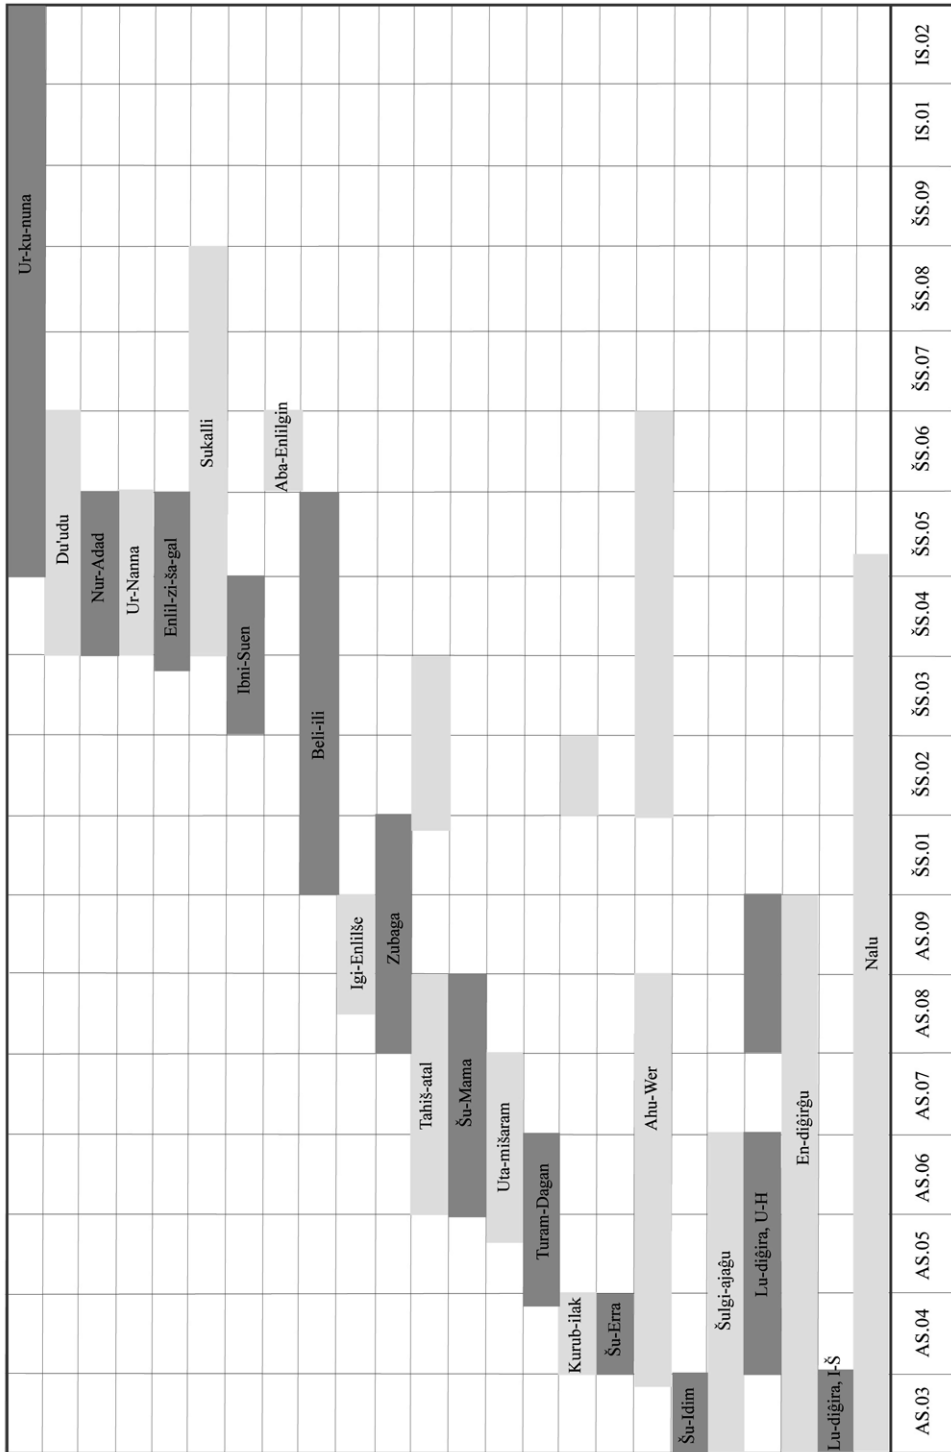 Ur-ku-nuna
Du'udu
Nur-Adad
Ur-Nanna
Enlil-zi-ša-gal
Sukalli
Ibni-Suen
Aba-Enlilgin
Beli-ili
Igi-Enlilše
Zubaga
Tahiš-atal
Šu-Mama
Uta-mišaram
Turam-Dagan
Kurub-ilak
Šu-Erra
Ahu-Wer
Šu-Idim
Šulgi-ajaĝu
Lu-diĝira, U-H
En-diĝirĝu
Lu-diĝira, I-Š
Nalu
AS.03 AS.04 AS.05 AS.06 AS.07 AS.08 AS.09 ŠS.01 ŠS.02 ŠS.03 ŠS.04 ŠS.05 ŠS.06 ŠS.07 ŠS.08 ŠS.09 IS.01 IS.02